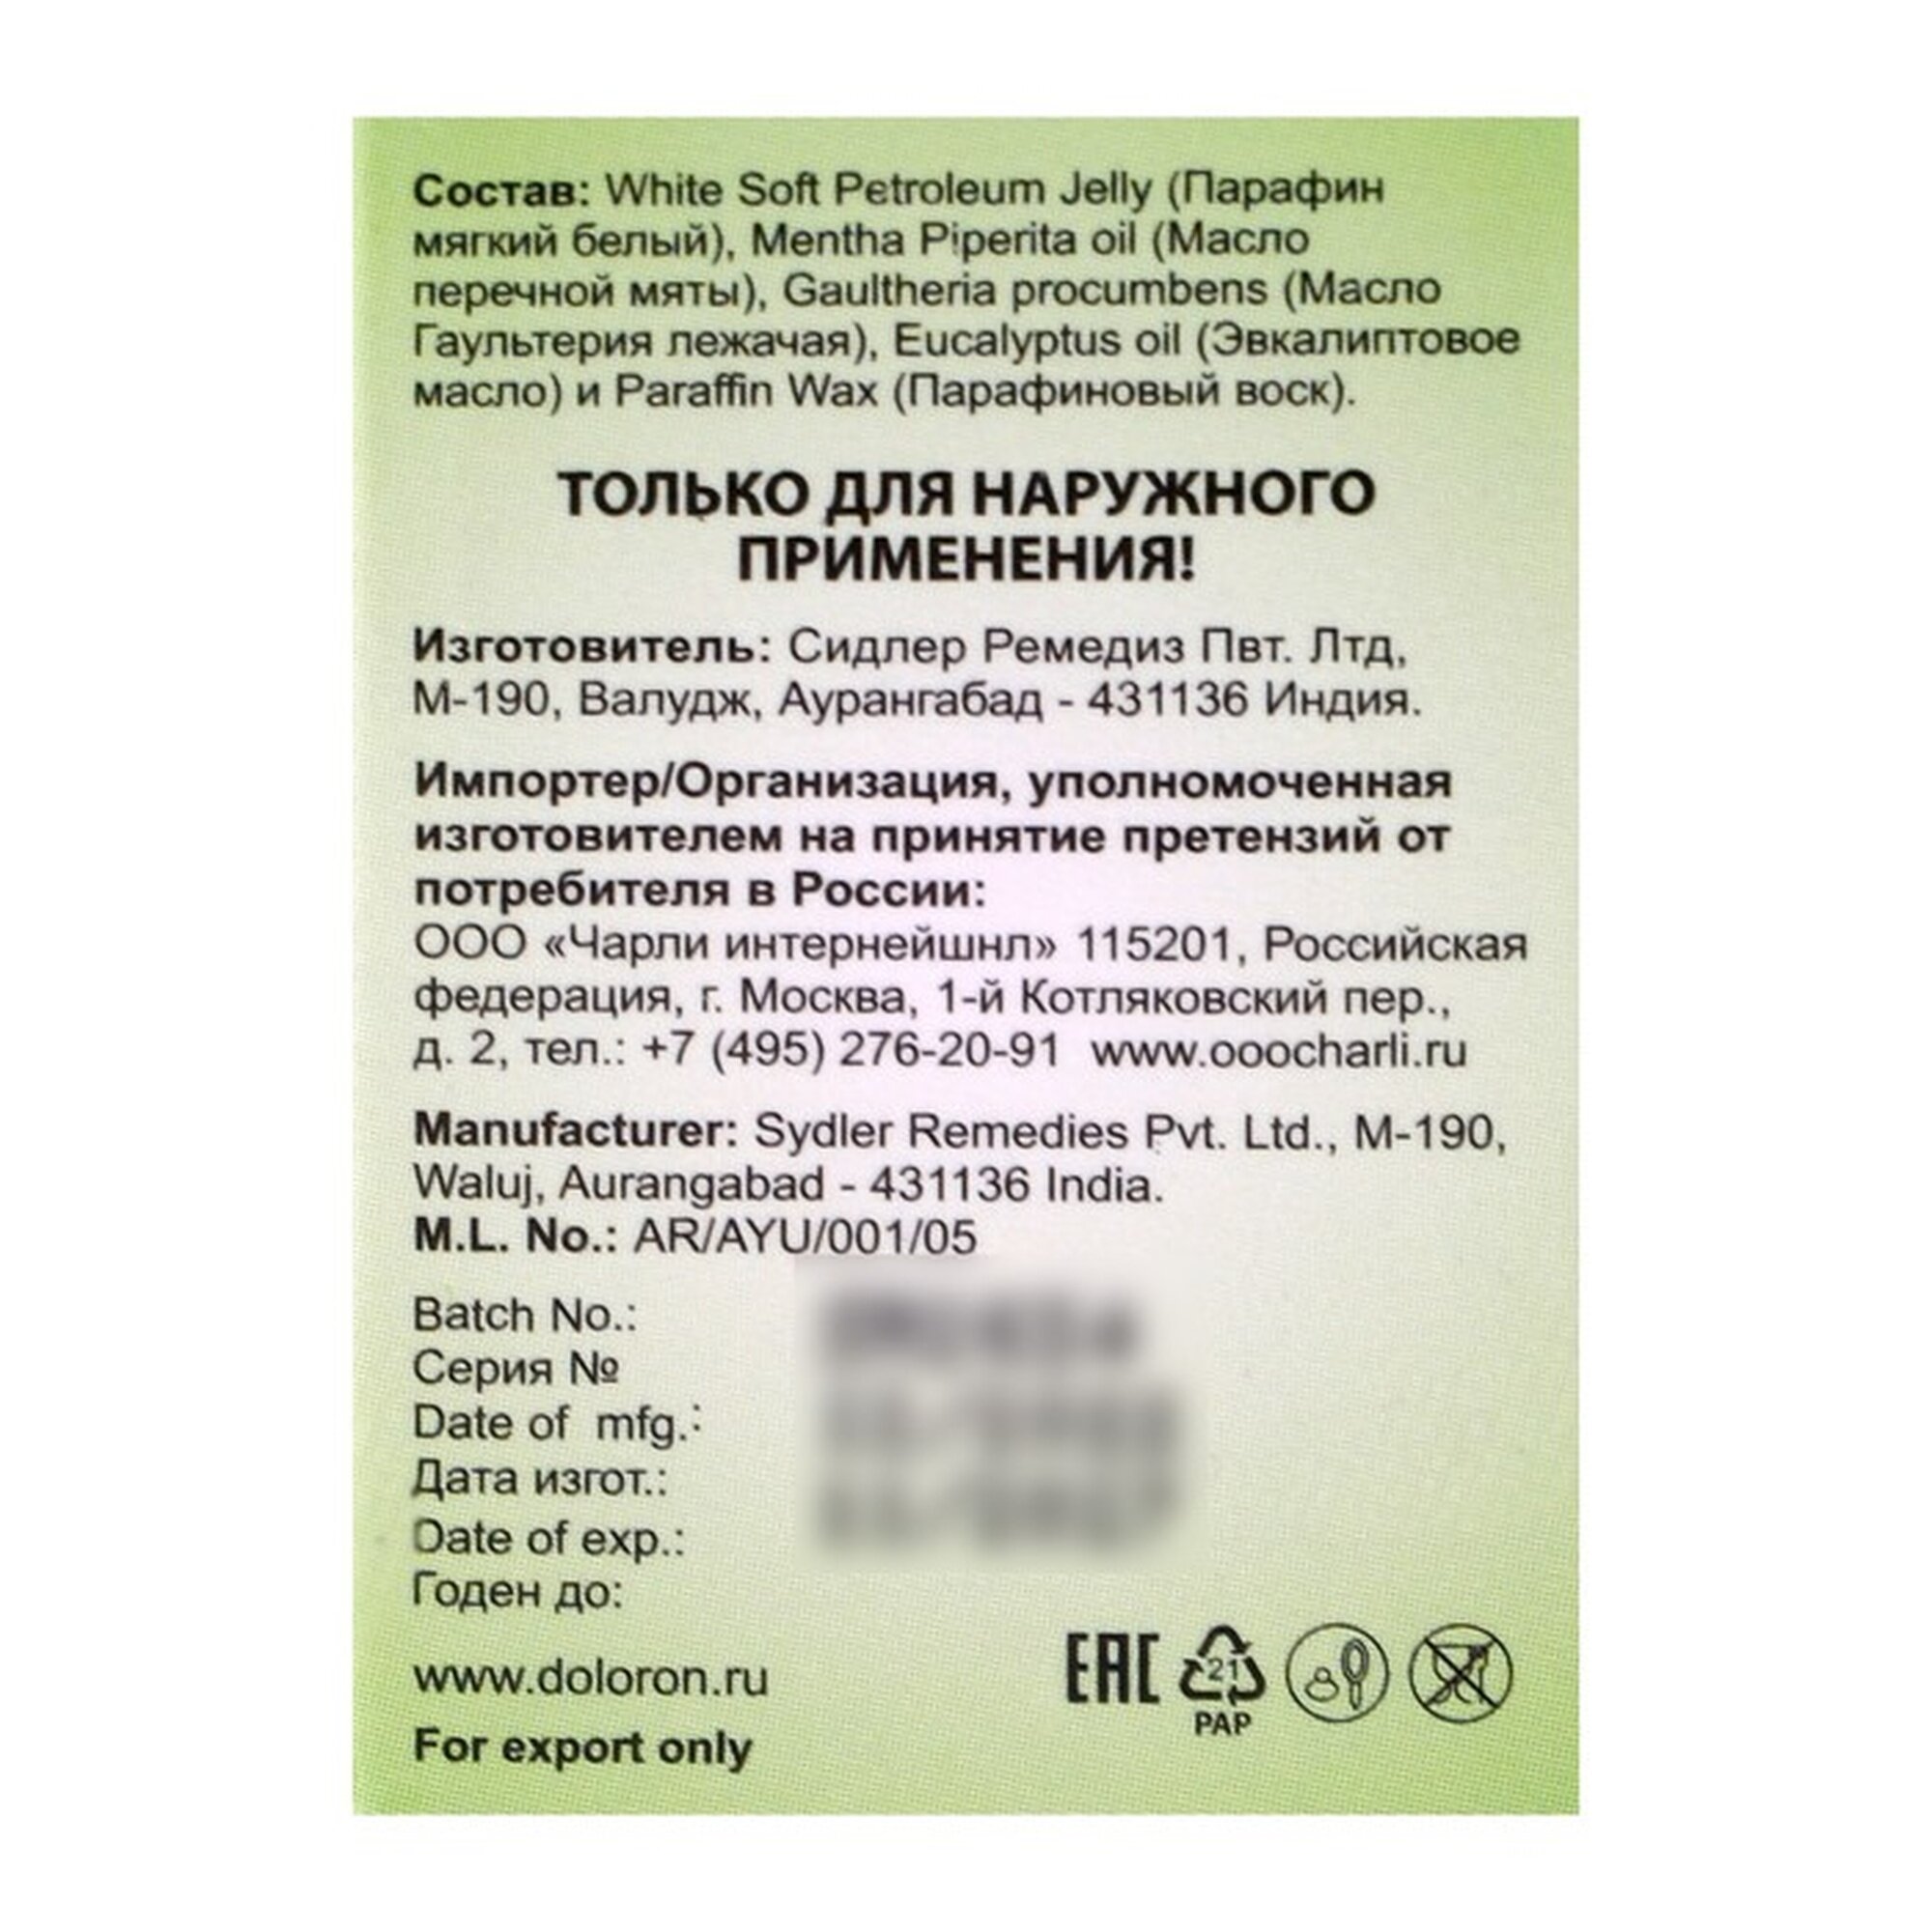 Состав: White Soft Petroleum Jelly (Парафин
мягкий белый), Mentha Piperita oil (Масло
перечной мяты), Gaultheria procumbens (Масло
Гаультерия лежачая), Eucalyptus oil (Эвкалиптовое
масло) и Paraffin Wax (Парафиновый воск).
ТОЛЬКО ДЛЯ НАРУЖНОГО
ПРИМЕНЕНИЯ!
Изготовитель: Сидлер Ремедиз Пвт. Лтд,
М-190, Валудж, Аурангабад - 431136 Индия.
Импортер/Организация, уполномоченная
изготовителем на принятие претензий от
потребителя в России:
ООО «Чарли интернейшнл» 115201, Российская
федерация, г. Москва, 1-й Котляковский пер.,
д. 2, тел.: +7 (495) 276-20-91 www.ooocharli.ru
Manufacturer: Sydler Remedies Pvt. Ltd., M-190,
Waluj, Aurangabad - 431136 India.
M.L. No.: AR/AYU/001/05
Batch No.:
Серия №
Date of mfg.:
Дата изгот.:
Date of exp.:
Годен до:
www.doloron.ru
For export only
EAC
21
PAP